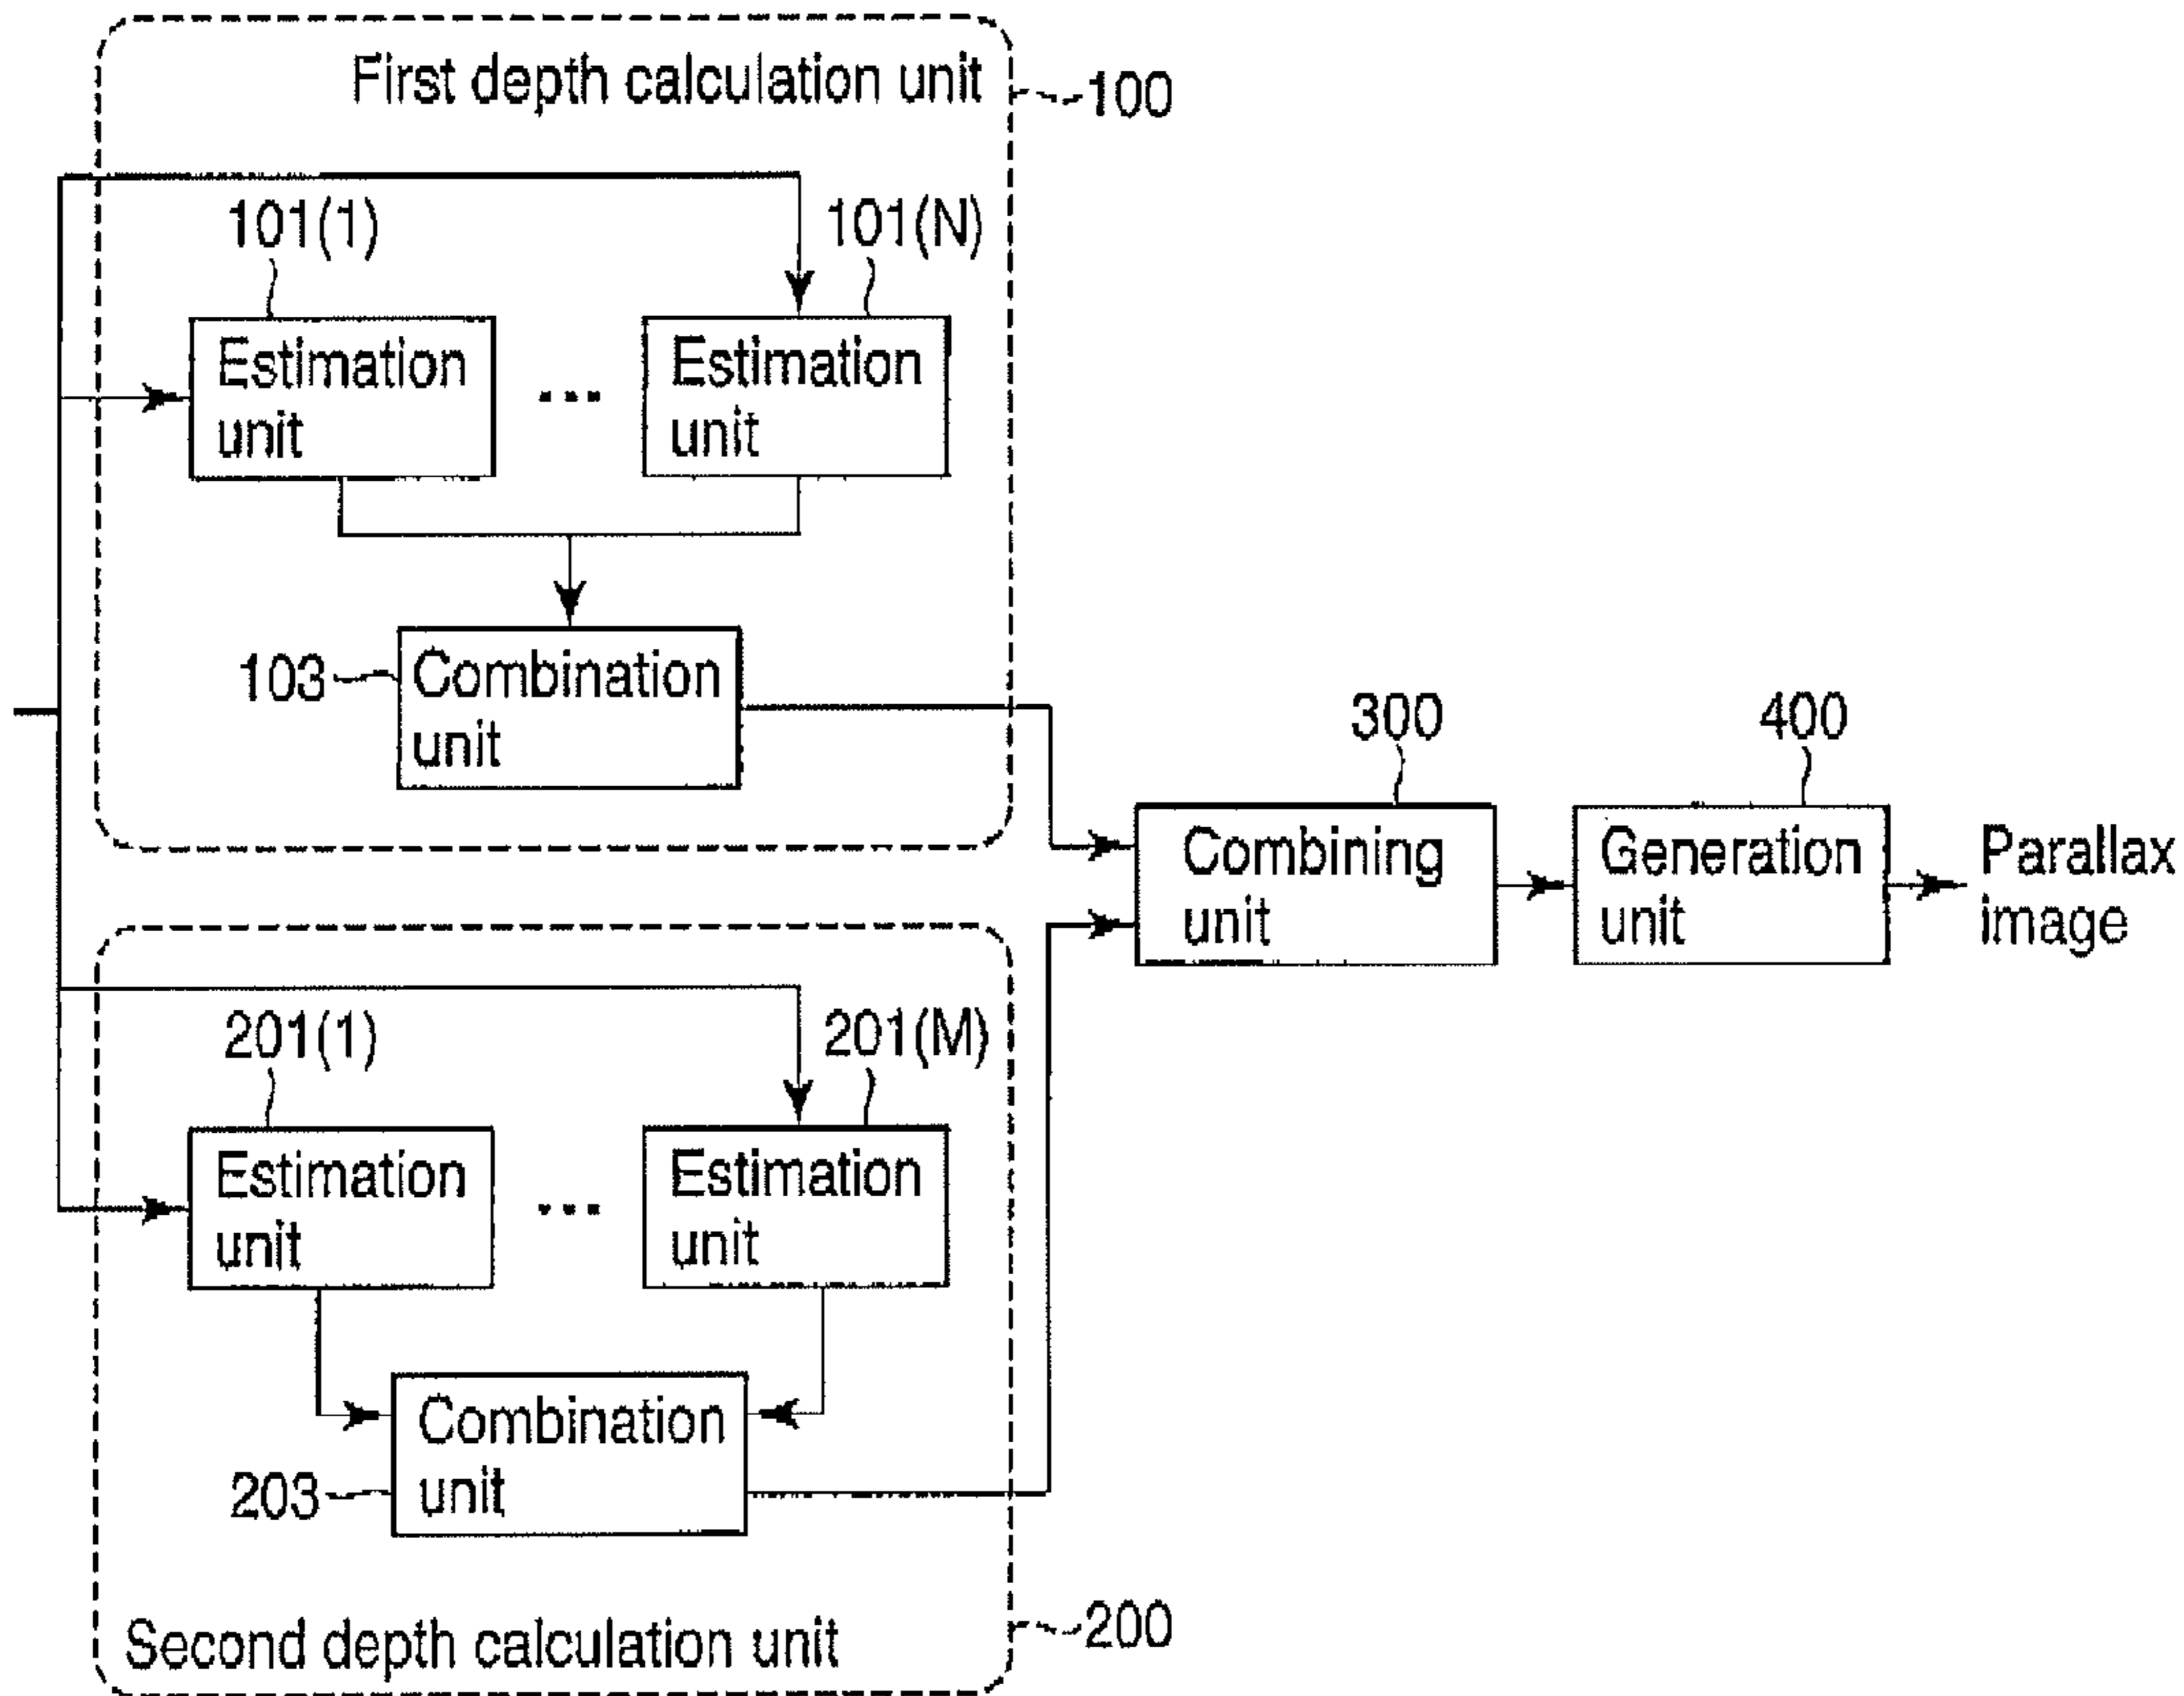 First depth calculation unit
100
101(1)
101(N)
Estimation
unit
...
Estimation
unit
103
Combination
unit
300
400
Combining
unit
Generation
unit
Parallax
image
201(1)
201(M)
Estimation
unit
...
Estimation
unit
Combination
unit
203
Second depth calculation unit
200